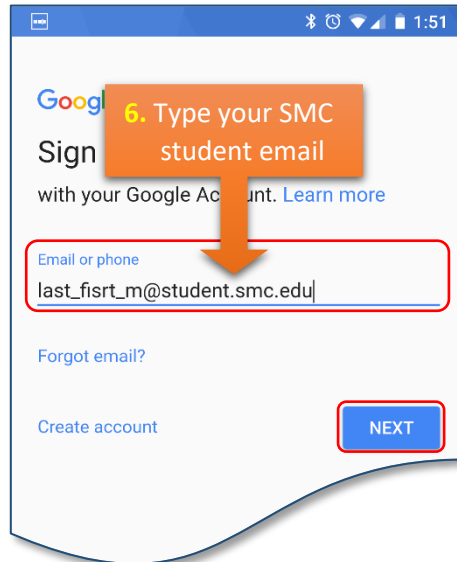 1:51
Googl
6. Type your SMC
student email
Sign
with your Google Ac unt. Learn more
Email or phone
last_fisrt_m@student.smc.edu
Forgot email?
Create account
NEXT